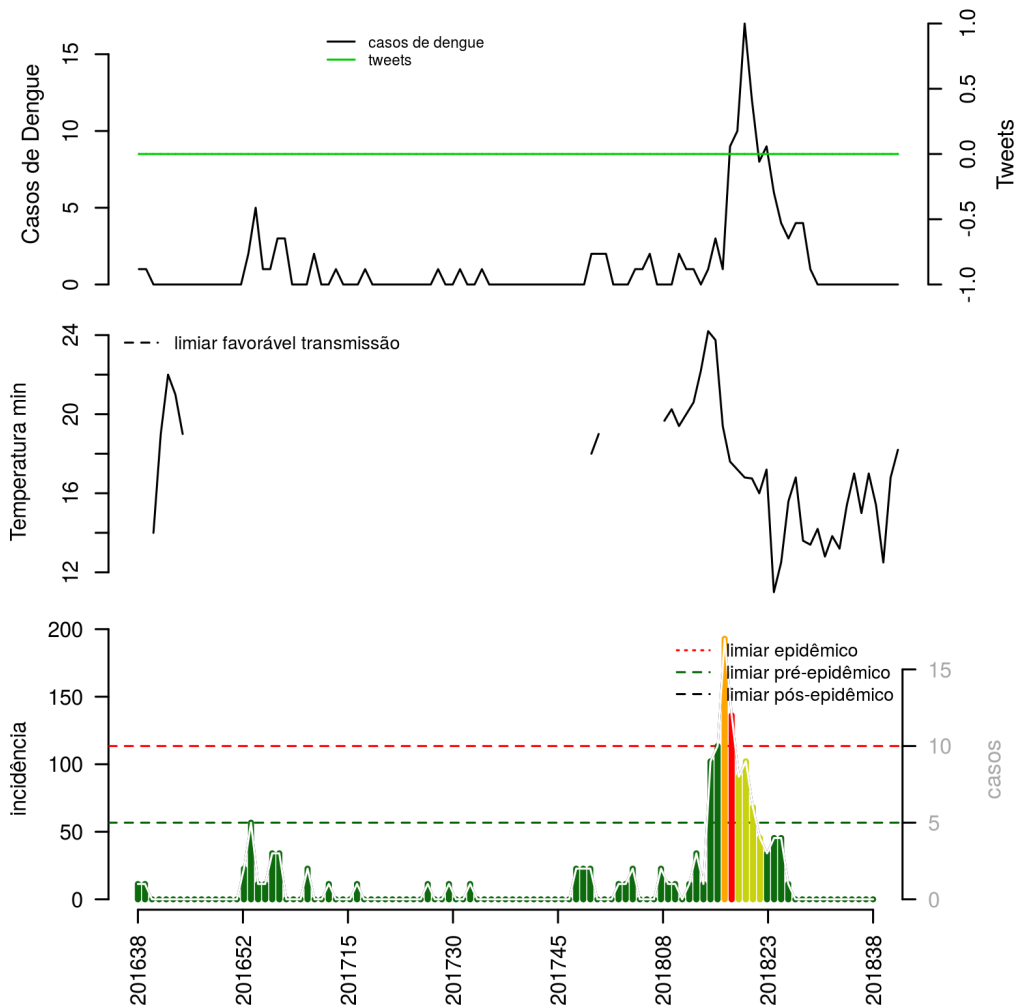 casos de dengue
tweets
Casos de Dengue
0
5
10
15
Tweets
-1.0
-0.5
0.0
0.5
1.0
limiar favorável transmissão
Temperatura min
12
16
20
24
limiar epidêmico
limiar pré-epidêmico
limiar pós-epidêmico
incidência
0
50
100
150
200
casos
0
5
10
15
201638
201652
201715
201730
201745
201808
201823
201838